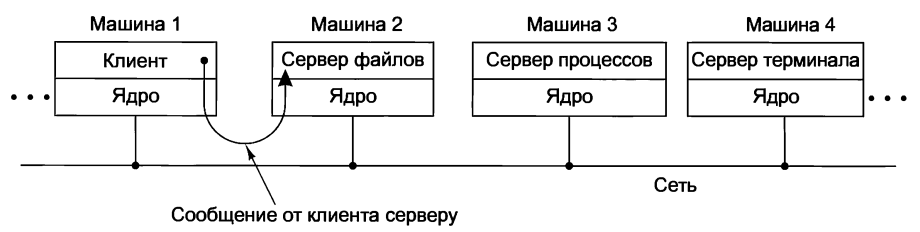 Машина 1 Машина 2 Машина 3 Машина 4
Клиент Сервер файлов Сервер процессов Сервер терминала
Ядро Ядро Ядро Ядро
Сеть
Сообщение от клиента серверу